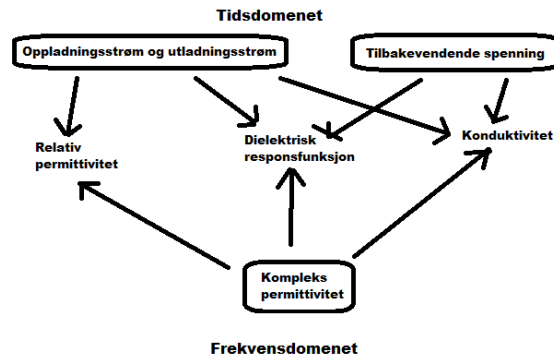 Tidsdomenet
Oppladningsstrøm og utladningsstrøm
Tilbakevendende spenning
Relativ
permittivitet
Dielektrisk
responsfunksjon
Konduktivitet
Kompleks
permittivitet
Frekvensdomenet